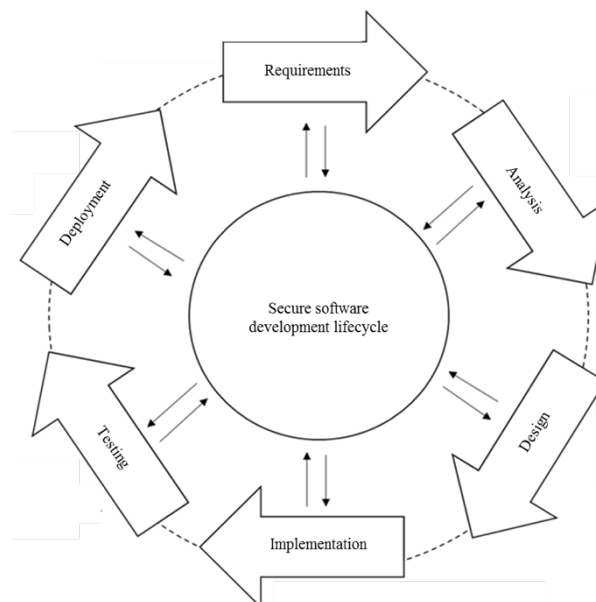 Requirements
Analysis
Design
Implementation
Testing
Deployment
Secure software
development lifecycle